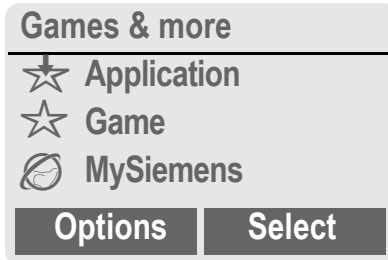 Games & more
Application
Game
MySiemens
Options Select